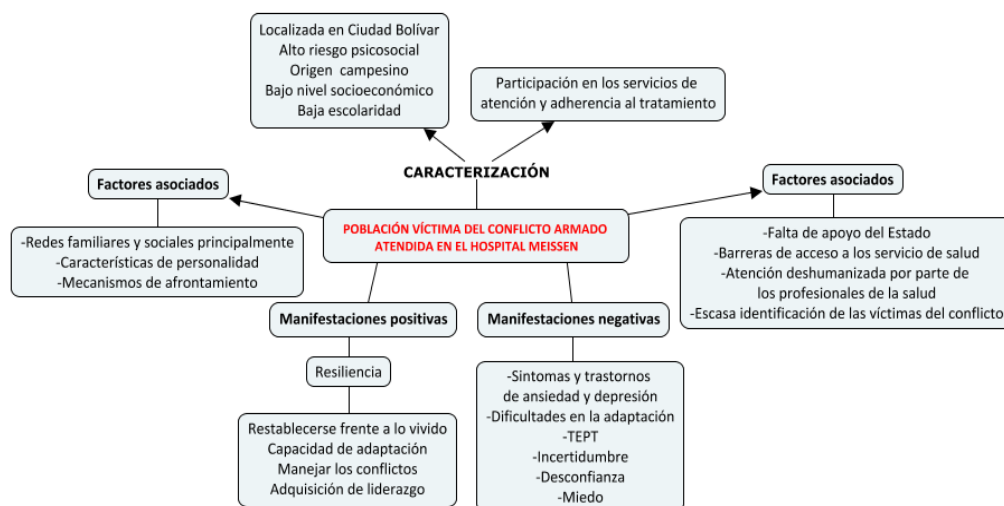 Localizada en Ciudad Bolívar
Alto riesgo psicosocial
Origen campesino
Bajo nivel socioeconómico
Baja escolaridad
Participación en los servicios de
atención y adherencia al tratamiento
CARACTERIZACIÓN
Factores asociados
-Redes familiares y sociales principalmente
-Características de personalidad
-Mecanismos de afrontamiento
POBLACIÓN VÍCTIMA DEL CONFLICTO ARMADO
ATENDIDA EN EL HOSPITAL MEISSEN
Factores asociados
-Falta de apoyo del Estado
-Barreras de acceso a los servicio de salud
-Atención deshumanizada por parte de
los profesionales de la salud
-Escasa identificación de las víctimas del conflicto
Manifestaciones positivas
Resiliencia
Restablecerse frente a lo vivido
Capacidad de adaptación
Manejar los conflictos
Adquisición de liderazgo
Manifestaciones negativas
-Sintomas y trastornos
de ansiedad y depresión
-Dificultades en la adaptación
-TEPT
-Incertidumbre
-Desconfianza
-Miedo